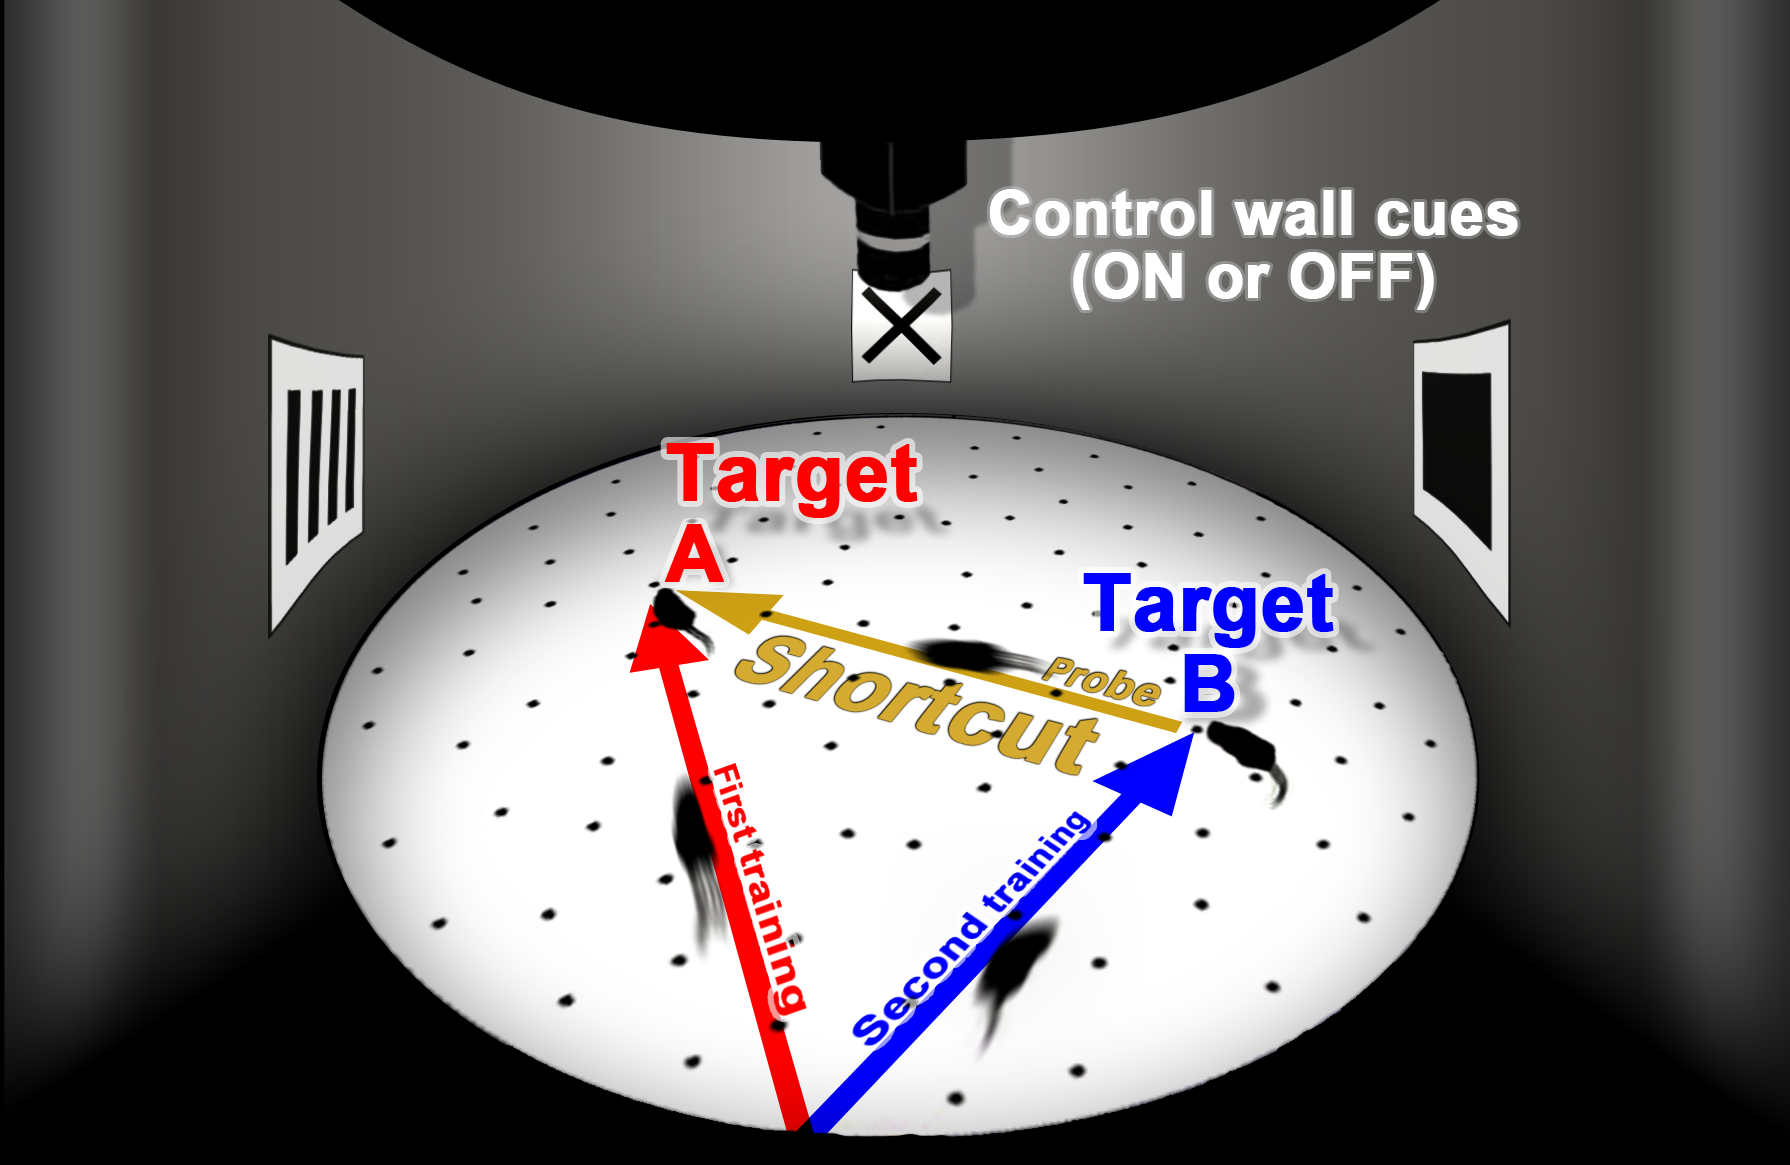 Control wall cues
(ON or OFF)
Target
A
Target
B
Probe
Shortcut
First training
Second training